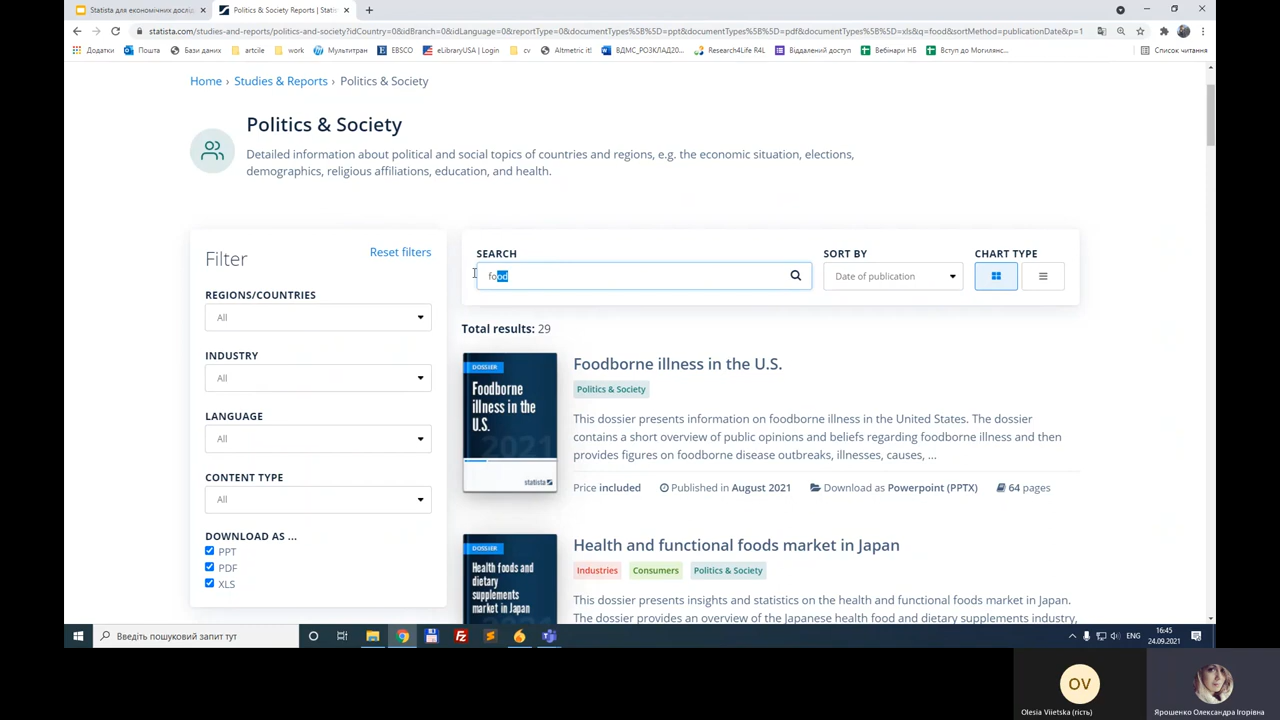 Statista для економічних дослід
Politics & Society Reports | Statis
statista.com/studies-and-reports/politics-and-society?idCountry=0&idBranch=0&idLanguage=0&reportType=0&documentTypes%5B%5D=ppt&documentTypes%5B%5D=pdf&documentTypes%5B%5D=xls&q=food&sortMethod=publicationDate&p=1
Додатки Пошта Бази даних artcile work Мультитран EBSCO eLibraryUSA | Login cv Altmetric it! ВДМС_РОЗКЛАД20... Research4Life R4L Віддалений доступ Вебінари НБ Вступ до Могилянс... Список читання
Home › Studies & Reports › Politics & Society
Politics & Society
Detailed information about political and social topics of countries and regions, e.g. the economic situation, elections,
demographics, religious affiliations, education, and health.
Filter Reset filters
REGIONS/COUNTRIES
All
INDUSTRY
All
LANGUAGE
All
CONTENT TYPE
All
DOWNLOAD AS ...
PPT
PDF
XLS
SEARCH SORT BY CHART TYPE
food Date of publication
Total results: 29
DOSSIER
Foodborne
illness in the
U.S.
2021
statista
Foodborne illness in the U.S.
Politics & Society
This dossier presents information on foodborne illness in the United States. The dossier
contains a short overview of public opinions and beliefs regarding foodborne illness and then
provides figures on foodborne disease outbreaks, illnesses, causes, ...
Price included Published in August 2021 Download as Powerpoint (PPTX) 64 pages
DOSSIER
Health foods and
dietary
supplements
market in Japan
Health and functional foods market in Japan
Industries Consumers Politics & Society
This dossier presents insights and statistics on the health and functional foods market in Japan.
The dossier provides an overview of the Japanese health food and dietary supplements industry,
Введіть пошуковий запит тут
ENG
16:45
24.09.2021
OV
Olesia Viietska (гість)
Ярошенко Олександра Ігорівна